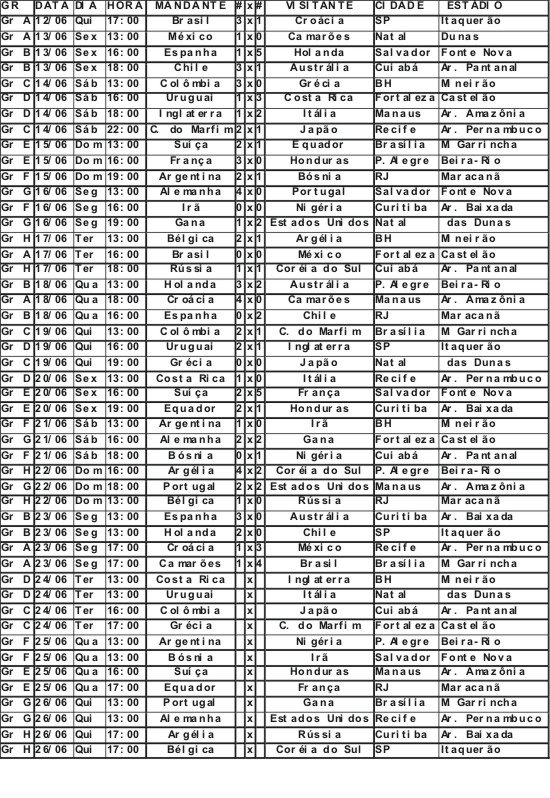 GR DATA DIA HORA MANDANTE # x # VISITANTE CIDADE ESTADIO
Gr A 12/06 Qui 17:00 Brasil 3 x 1 Croácia SP Itaquerão
Gr A 13/06 Sex 13:00 México 1 x 0 Camarões Natal Dunas
Gr B 13/06 Sex 16:00 Espanha 1 x 5 Holanda Salvador Fonte Nova
Gr B 13/06 Sex 18:00 Chile 3 x 1 Austrália Cuiabá Ar. Pantanal
Gr C 14/06 Sáb 13:00 Colômbia 3 x 0 Grécia BH Mineirão
Gr D 14/06 Sáb 16:00 Uruguai 1 x 3 Costa Rica Fortaleza Castelão
Gr D 14/06 Sáb 18:00 Inglaterra 1 x 2 Itália Manaus Ar. Amazônia
Gr C 14/06 Sáb 22:00 C. do Marfim 2 x 1 Japão Recife Ar. Pernambuco
Gr E 15/06 Dom 13:00 Suiça 2 x 1 Equador Brasília M Garrincha
Gr E 15/06 Dom 16:00 França 3 x 0 Honduras P. Alegre Beira-Rio
Gr F 15/06 Dom 19:00 Argentina 2 x 1 Bósnia RJ Maracanã
Gr G 16/06 Seg 13:00 Alemanha 4 x 0 Portugal Salvador Fonte Nova
Gr F 16/06 Seg 16:00 Irã 0 x 0 Nigéria Curitiba Ar. Baixada
Gr G 16/06 Seg 19:00 Gana 1 x 2 Estados Unidos Natal das Dunas
Gr H 17/06 Ter 13:00 Bélgica 2 x 1 Argélia BH Mineirão
Gr A 17/06 Ter 16:00 Brasil 0 x 0 México Fortaleza Castelão
Gr H 17/06 Ter 18:00 Rússia 1 x 1 Coréia do Sul Cuiabá Ar. Pantanal
Gr B 18/06 Qua 13:00 Holanda 3 x 2 Austrália P. Alegre Beira-Rio
Gr A 18/06 Qua 18:00 Croácia 4 x 0 Camarões Manaus Ar. Amazônia
Gr B 18/06 Qua 16:00 Espanha 0 x 2 Chile RJ Maracanã
Gr C 19/06 Qui 13:00 Colômbia 2 x 1 C. do Marfim Brasília M Garrincha
Gr D 19/06 Qui 16:00 Uruguai 2 x 1 Inglaterra SP Itaquerão
Gr C 19/06 Qui 19:00 Grécia 0 x 0 Japão Natal das Dunas
Gr D 20/06 Sex 13:00 Costa Rica 1 x 0 Itália Recife Ar. Pernambuco
Gr E 20/06 Sex 16:00 Suiça 2 x 5 França Salvador Fonte Nova
Gr E 20/06 Sex 19:00 Equador 2 x 1 Honduras Curitiba Ar. Baixada
Gr F 21/06 Sáb 13:00 Argentina 1 x 0 Irã BH Mineirão
Gr G 21/06 Sáb 16:00 Alemanha 2 x 2 Gana Fortaleza Castelão
Gr F 21/06 Sáb 18:00 Bósnia 0 x 1 Nigéria Cuiabá Ar. Pantanal
Gr H 22/06 Dom 16:00 Argélia 4 x 2 Coréia do Sul P. Alegre Beira-Rio
Gr G 22/06 Dom 18:00 Portugal 2 x 2 Estados Unidos Manaus Ar. Amazônia
Gr H 22/06 Dom 13:00 Bélgica 1 x 0 Rússia RJ Maracanã
Gr B 23/06 Seg 13:00 Espanha 3 x 0 Austrália Curitiba Ar. Baixada
Gr B 23/06 Seg 13:00 Holanda 2 x 0 Chile SP Itaquerão
Gr A 23/06 Seg 17:00 Croácia 1 x 3 México Recife Ar. Pernambuco
Gr A 23/06 Seg 17:00 Camarões 1 x 4 Brasil Brasília M Garrincha
Gr D 24/06 Ter 13:00 Costa Rica x Inglaterra BH Mineirão
Gr D 24/06 Ter 13:00 Uruguai x Itália Natal das Dunas
Gr C 24/06 Ter 16:00 Colômbia x Japão Cuiabá Ar. Pantanal
Gr C 24/06 Ter 17:00 Grécia x C. do Marfim Fortaleza Castelão
Gr F 25/06 Qua 13:00 Argentina x Nigéria P. Alegre Beira-Rio
Gr F 25/06 Qua 13:00 Bósnia x Irã Salvador Fonte Nova
Gr E 25/06 Qua 16:00 Suiça x Honduras Manaus Ar. Amazônia
Gr E 25/06 Qua 17:00 Equador x França RJ Maracanã
Gr G 26/06 Qui 13:00 Portugal x Gana Brasília M Garrincha
Gr G 26/06 Qui 13:00 Alemanha x Estados Unidos Recife Ar. Pernambuco
Gr H 26/06 Qui 17:00 Argélia x Rússia Curitiba Ar. Baixada
Gr H 26/06 Qui 17:00 Bélgica x Coréia do Sul SP Itaquerão